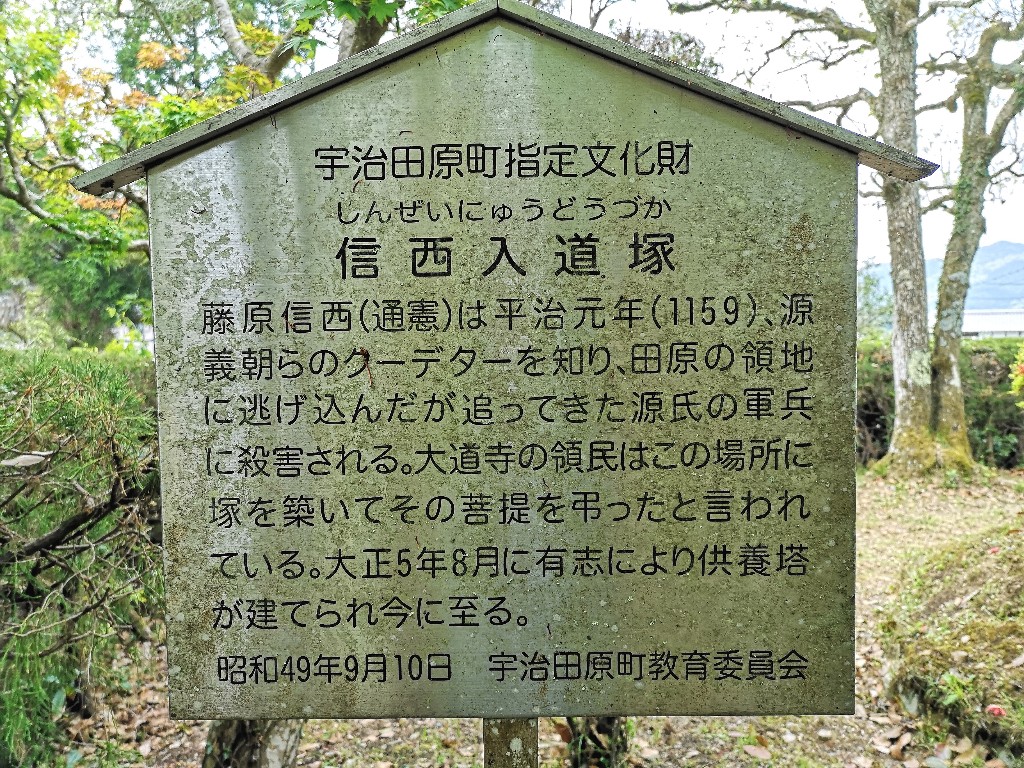 宇治田原町指定文化財
しんぜいにゅうどうづか
信西入道塚
藤原信西(通憲)は平治元年(1159)、源
義朝らのクーデターを知り、田原の領地
に逃げ込んだが追ってきた源氏の軍兵
に殺害される。大道寺の領民はこの場所に
塚を築いてその菩提を弔ったと言われ
ている。大正5年8月に有志により供養塔
が建てられ今に至る。
昭和49年9月10日　宇治田原町教育委員会